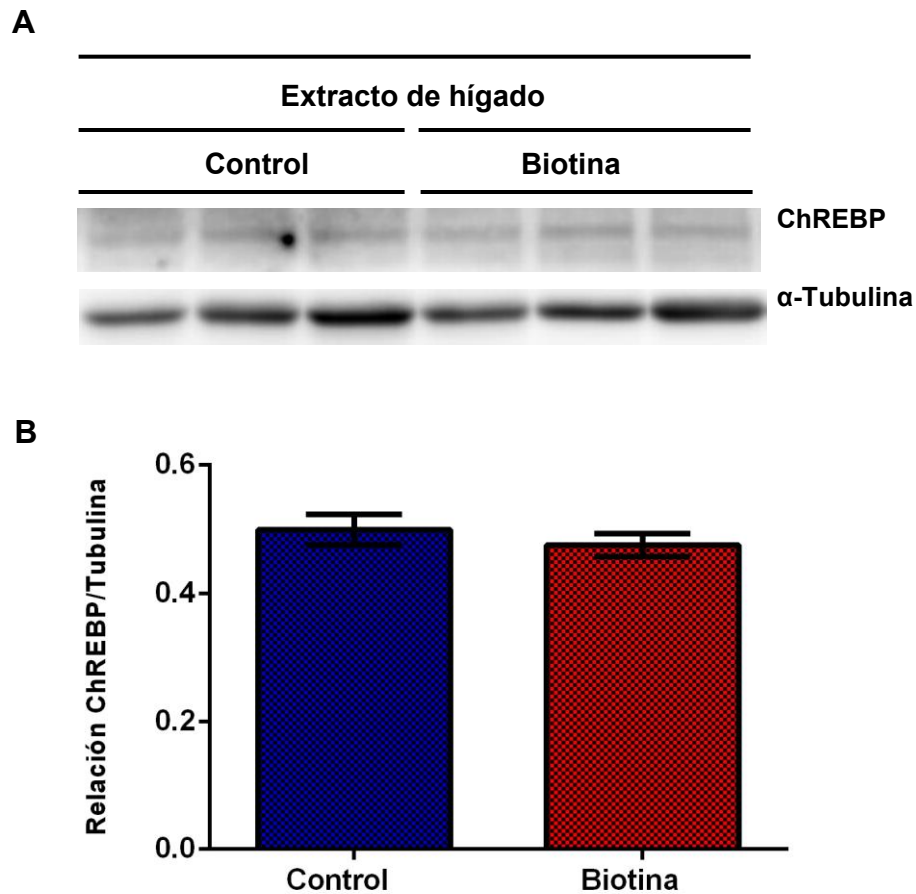 A
Extracto de hígado
Control Biotina
ChREBP
α-Tubulina
B
Relación ChREBP/Tubulina
0.6
0.4
0.2
0.0
Control Biotina